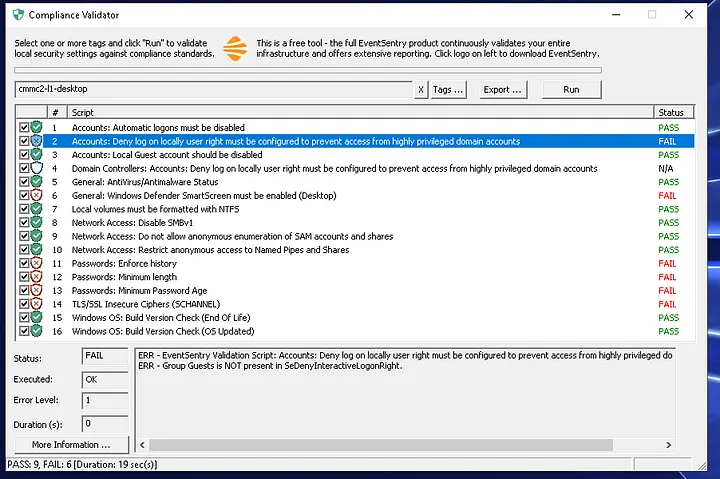 Compliance Validator
Select one or more tags and click "Run" to validate
local security settings against compliance standards.
This is a free tool - the full EventSentry product continuously validates your entire
infrastructure and offers extensive reporting. Click logon on left to download EventSentry.
cmmc2-l1-desktop X Tags ... Export ... Run
# Script Status
1 Accounts: Automatic logons must be disabled PASS
2 Accounts: Deny log on locally user right must be configured to prevent access from highly privileged domain accounts FAIL
3 Accounts: Local Guest account should be disabled PASS
4 Domain Controllers: Accounts: Deny log on locally user right must be configured to prevent access from highly privileged domain accounts N/A
5 General: AntiVirus/Antimalware Status PASS
6 General: Windows Defender SmartScreen must be enabled (Desktop) FAIL
7 Local volumes must be formatted with NTFS PASS
8 Network Access: Disable SMBv1 PASS
9 Network Access: Do not allow anonymous enumeration of SAM accounts and shares PASS
10 Network Access: Restrict anonymous access to Named Pipes and Shares PASS
11 Passwords: Enforce history FAIL
12 Passwords: Minimum length FAIL
13 Passwords: Minimum Password Age FAIL
14 TLS/SSL Insecure Ciphers (SCHANNEL) FAIL
15 Windows OS: Build Version Check (End Of Life) PASS
16 Windows OS: Build Version Check (OS Updated) PASS
Status: FAIL
Executed: OK
Error Level: 1
Duration (s): 0
More Information ...
ERR - EventSentry Validation Script: Accounts: Deny log on locally user right must be configured to prevent access from highly privileged do
ERR - Group Guests is NOT present in SeDenyInteractiveLogonRight.
PASS: 9, FAIL: 6 [Duration: 19 sec(s)]